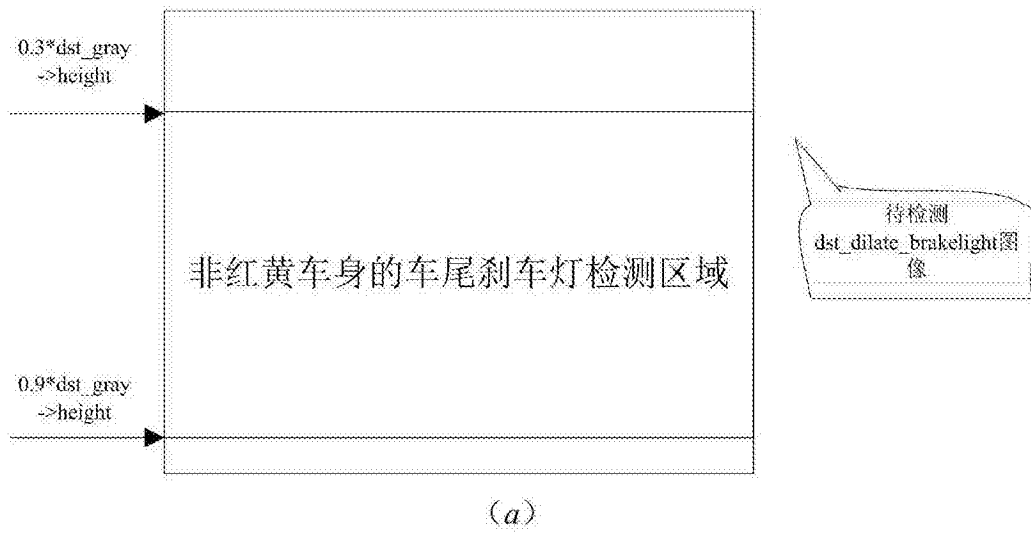 0.3*dst_gray
->height
待检测
dst_dilate_brakelight图
像
非红黄车身的车尾刹车灯检测区域
0.9*dst_gray
->height
(a)